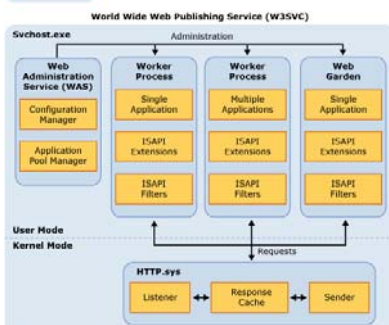 World Wide Web Publishing Service (W3SVC)
Svchost.exe
Administration
Web
Administration
Service (WAS)
Configuration
Manager
Application
Pool Manager
Worker
Process
Single
Application
ISAPI
Extensions
ISAPI
Filters
Worker
Process
Multiple
Applications
ISAPI
Extensions
ISAPI
Filters
Web
Garden
Single
Application
ISAPI
Extensions
ISAPI
Filters
User Mode
Kernel Mode
Requests
HTTP.sys
Listener
Response
Cache
Sender